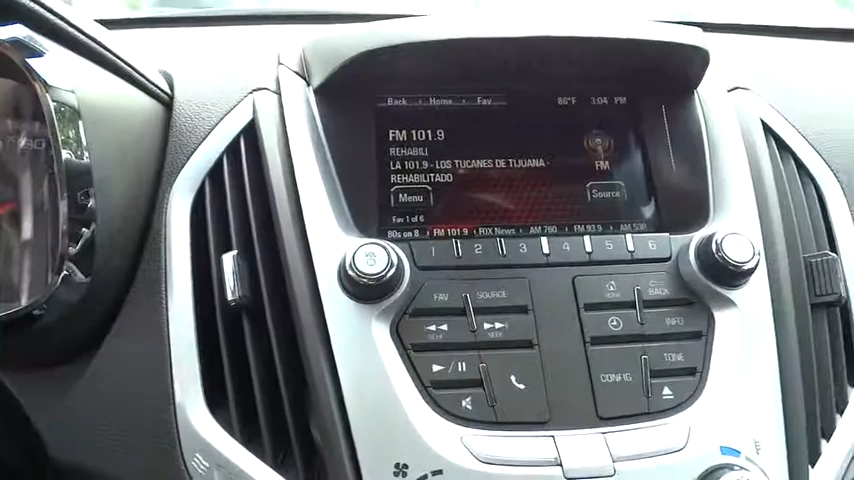 Back Home Fav 86°F 3:04 PM
FM 101.9
REHABILI
LA 101.9 - LOS TUCANES DE TIJUANA
REHABILITADO
FM
Menu Source
Fav 1 of 6
80s on 8 FM 101.9 FOX News AM 760 FM 93.9 AM 530
VOL 1 2 3 4 5 6
FAV SOURCE HOME BACK
SEEK SEEK INFO
CONFIG TONE